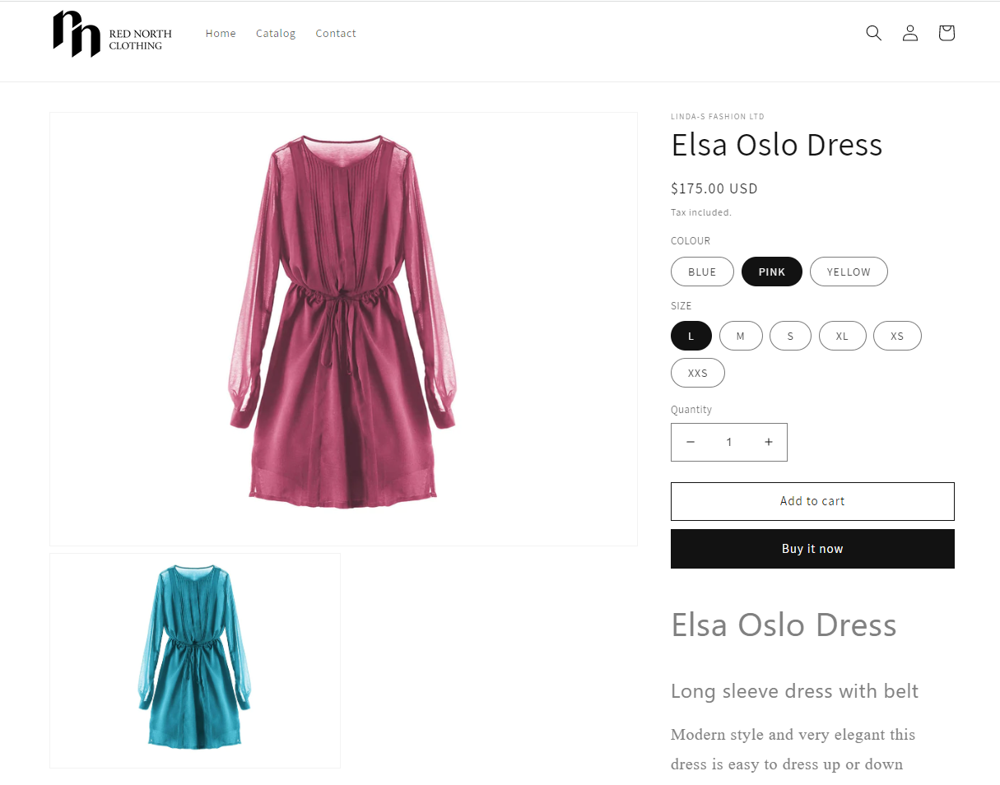 RED NORTH
CLOTHING
Home Catalog Contact
LINDA-S FASHION LTD
Elsa Oslo Dress
$175.00 USD
Tax included.
COLOUR
BLUE PINK YELLOW
SIZE
L M S XL XS
XXS
Quantity
− 1 +
Add to cart
Buy it now
Elsa Oslo Dress
Long sleeve dress with belt
Modern style and very elegant this
dress is easy to dress up or down